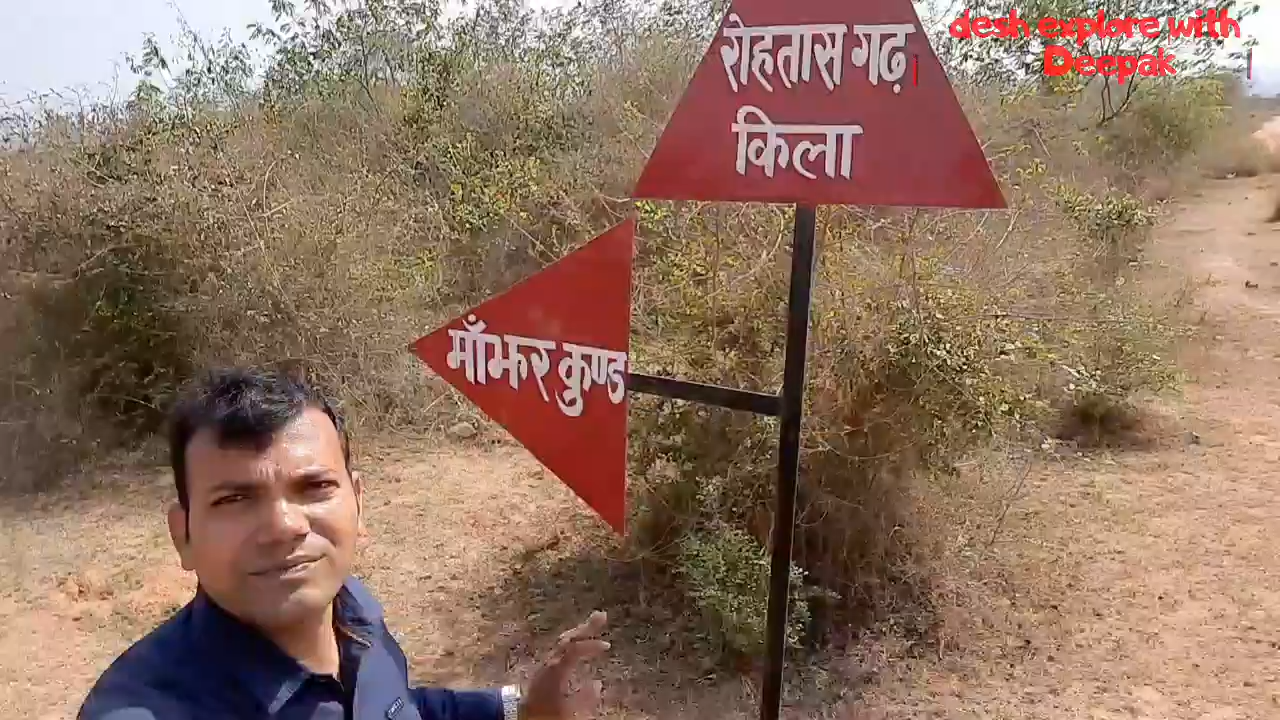 desh explore with
Deepak
रोहतास गढ़
किला
माँझर कुण्ड